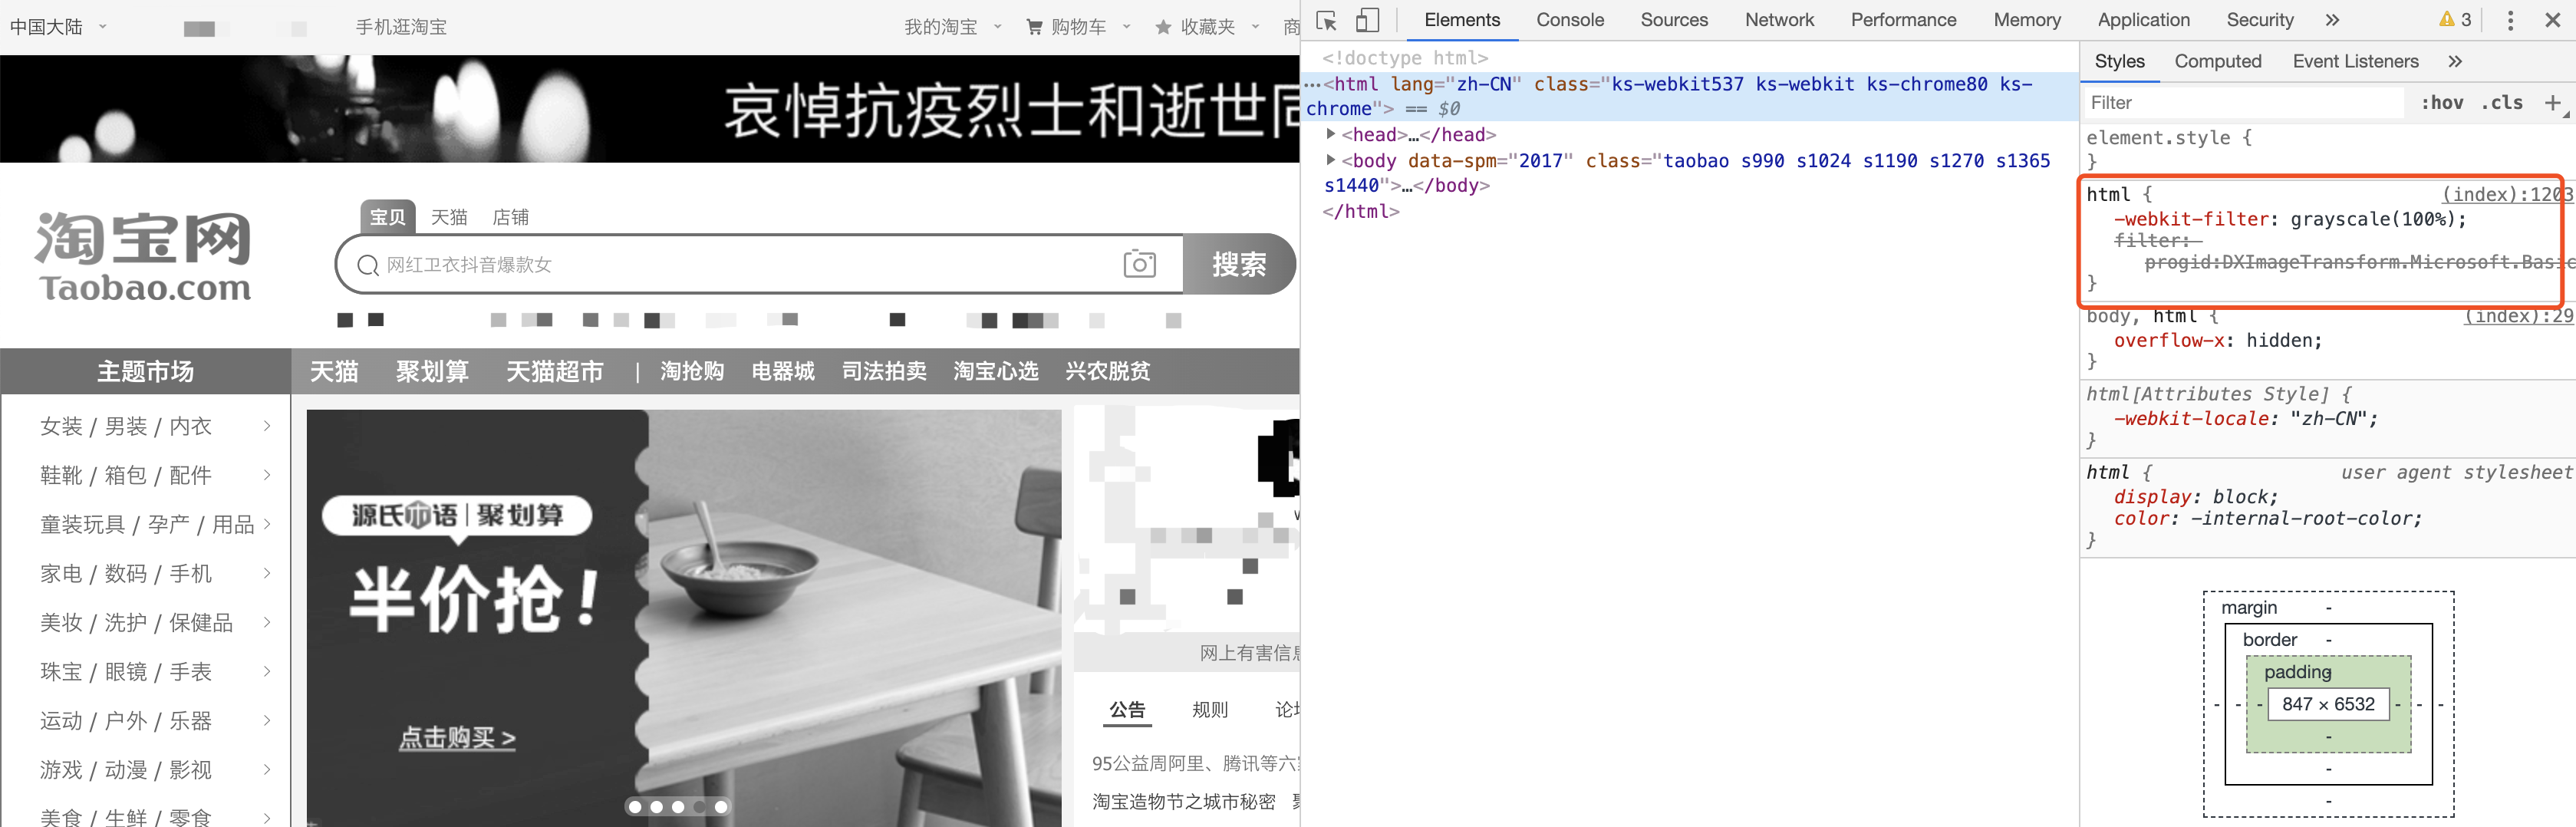 中国大陆
手机逛淘宝
我的淘宝
购物车
收藏夹
商
哀悼抗疫烈士和逝世同
淘宝网
Taobao.com
宝贝 天猫 店铺
网红卫衣抖音爆款女
搜索
主题市场
天猫 聚划算 天猫超市 | 淘抢购 电器城 司法拍卖 淘宝心选 兴农脱贫
女装 / 男装 / 内衣 >
鞋靴 / 箱包 / 配件 >
童装玩具 / 孕产 / 用品 >
家电 / 数码 / 手机 >
美妆 / 洗护 / 保健品 >
珠宝 / 眼镜 / 手表 >
运动 / 户外 / 乐器 >
游戏 / 动漫 / 影视 >
美食 / 生鲜 / 零食 >
源氏木语 | 聚划算
半价抢！
点击购买 >
网上有害信息
公告 规则 论坛
95公益周阿里、腾讯等六家
淘宝造物节之城市秘密
Elements Console Sources Network Performance Memory Application Security » 3
<!doctype html>
…<html lang="zh-CN" class="ks-webkit537 ks-webkit ks-chrome80 ks-
chrome"> == $0
<head>…</head>
<body data-spm="2017" class="taobao s990 s1024 s1190 s1270 s1365
s1440">…</body>
</html>
Styles Computed Event Listeners »
Filter :hov .cls +
element.style {
}
html { (index):1203
-webkit-filter: grayscale(100%);
filter:
progid:DXImageTransform.Microsoft.Basic
}
body, html { (index):29
overflow-x: hidden;
}
html[Attributes Style] {
-webkit-locale: "zh-CN";
}
html { user agent stylesheet
display: block;
color: -internal-root-color;
}
margin -
border -
padding -
- - - 847 × 6532 - - -
-
-
-